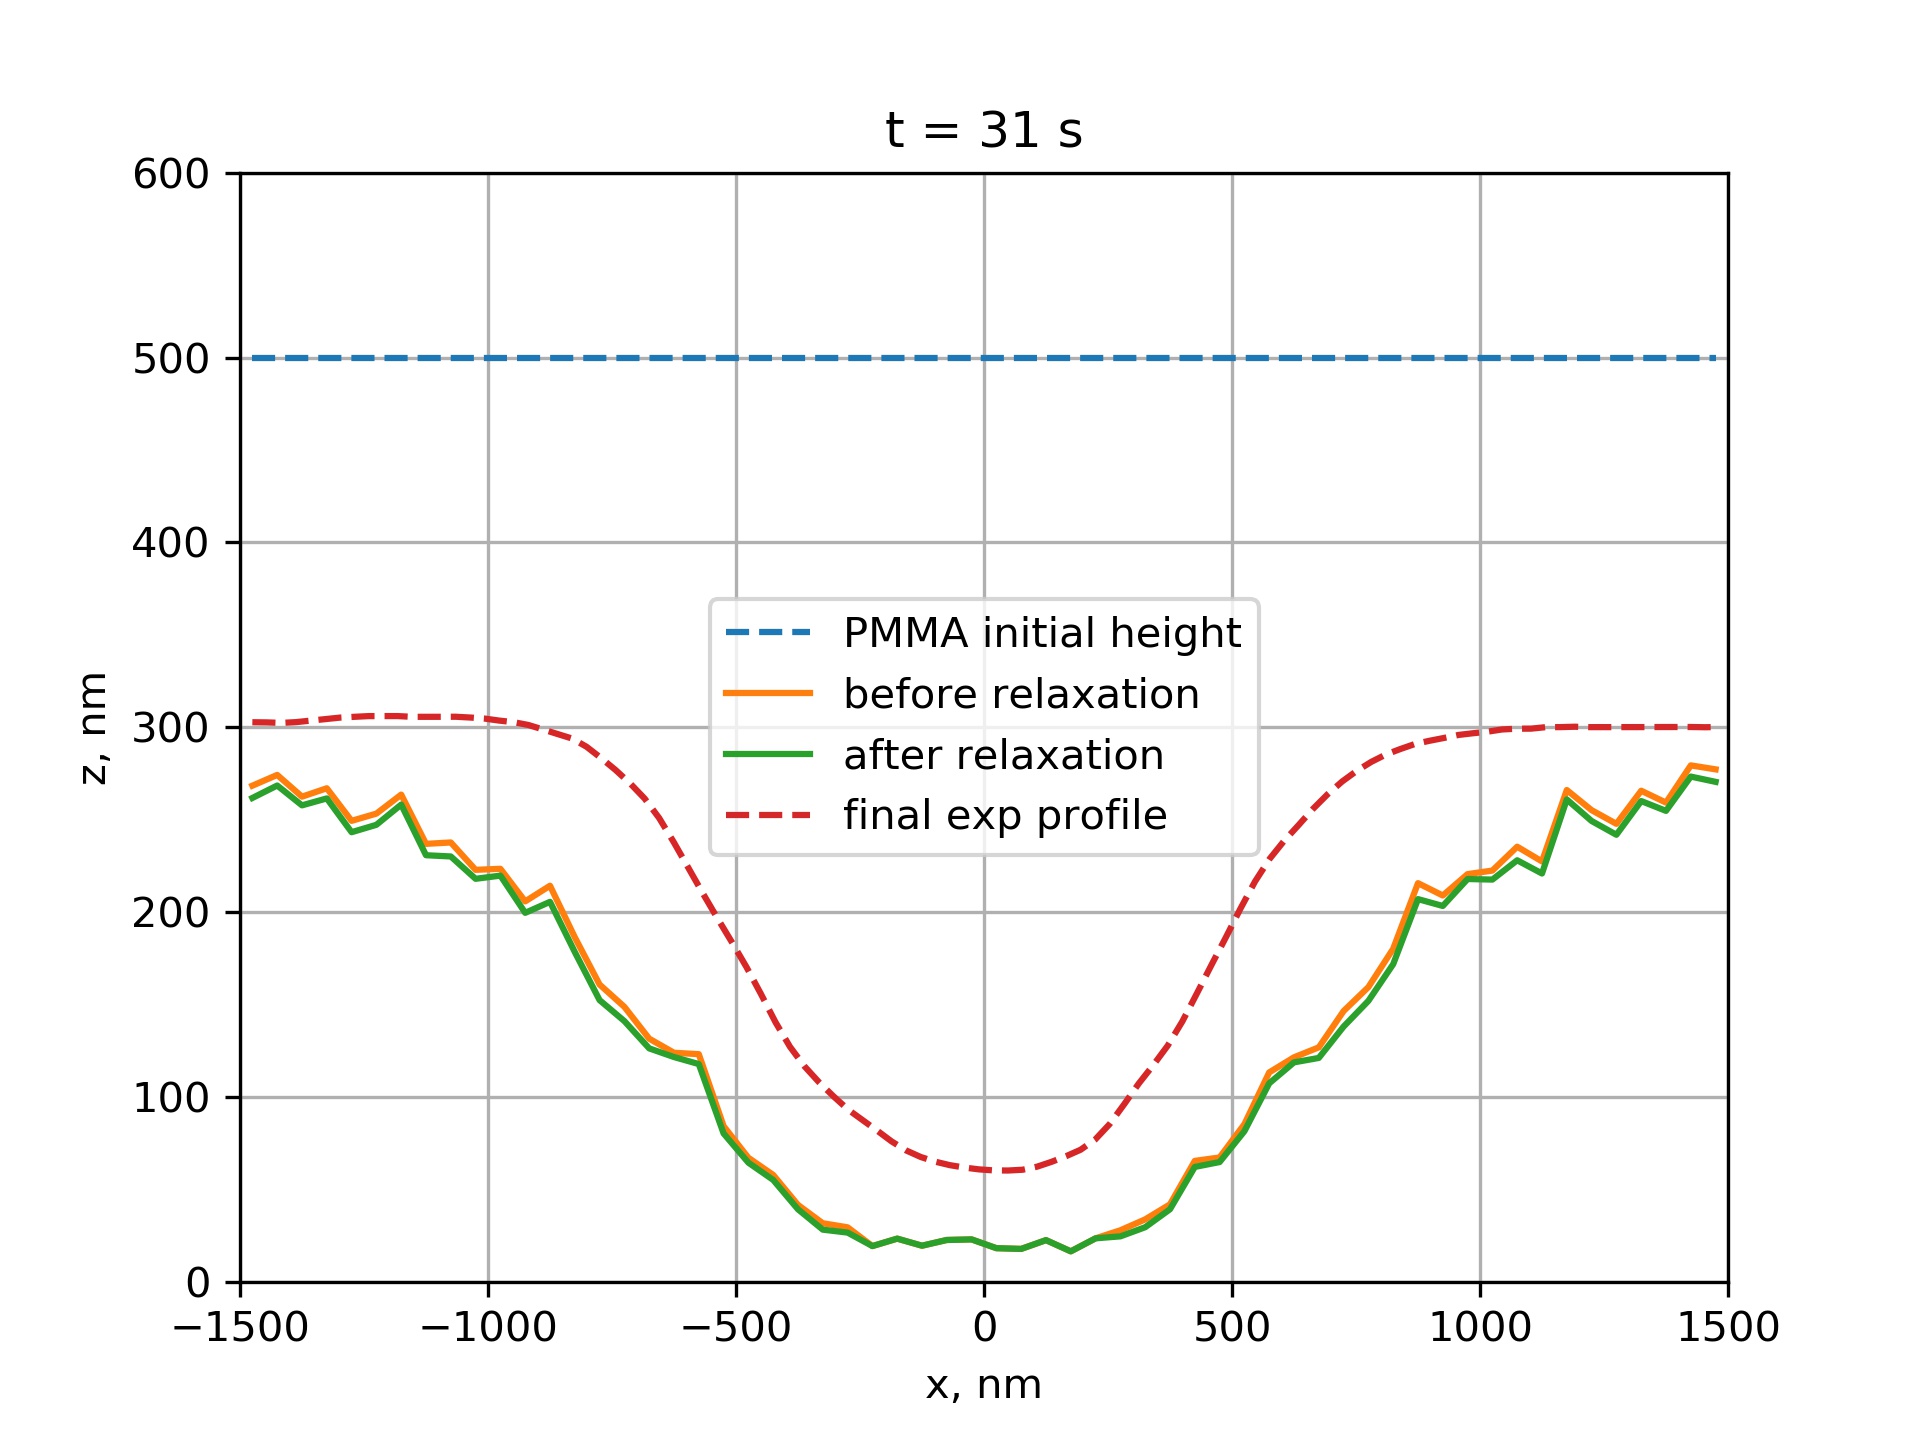 t = 31 s
600
500
400
300
200
100
0
z, nm
PMMA initial height
before relaxation
after relaxation
final exp profile
−1500 −1000 −500 0 500 1000 1500
x, nm